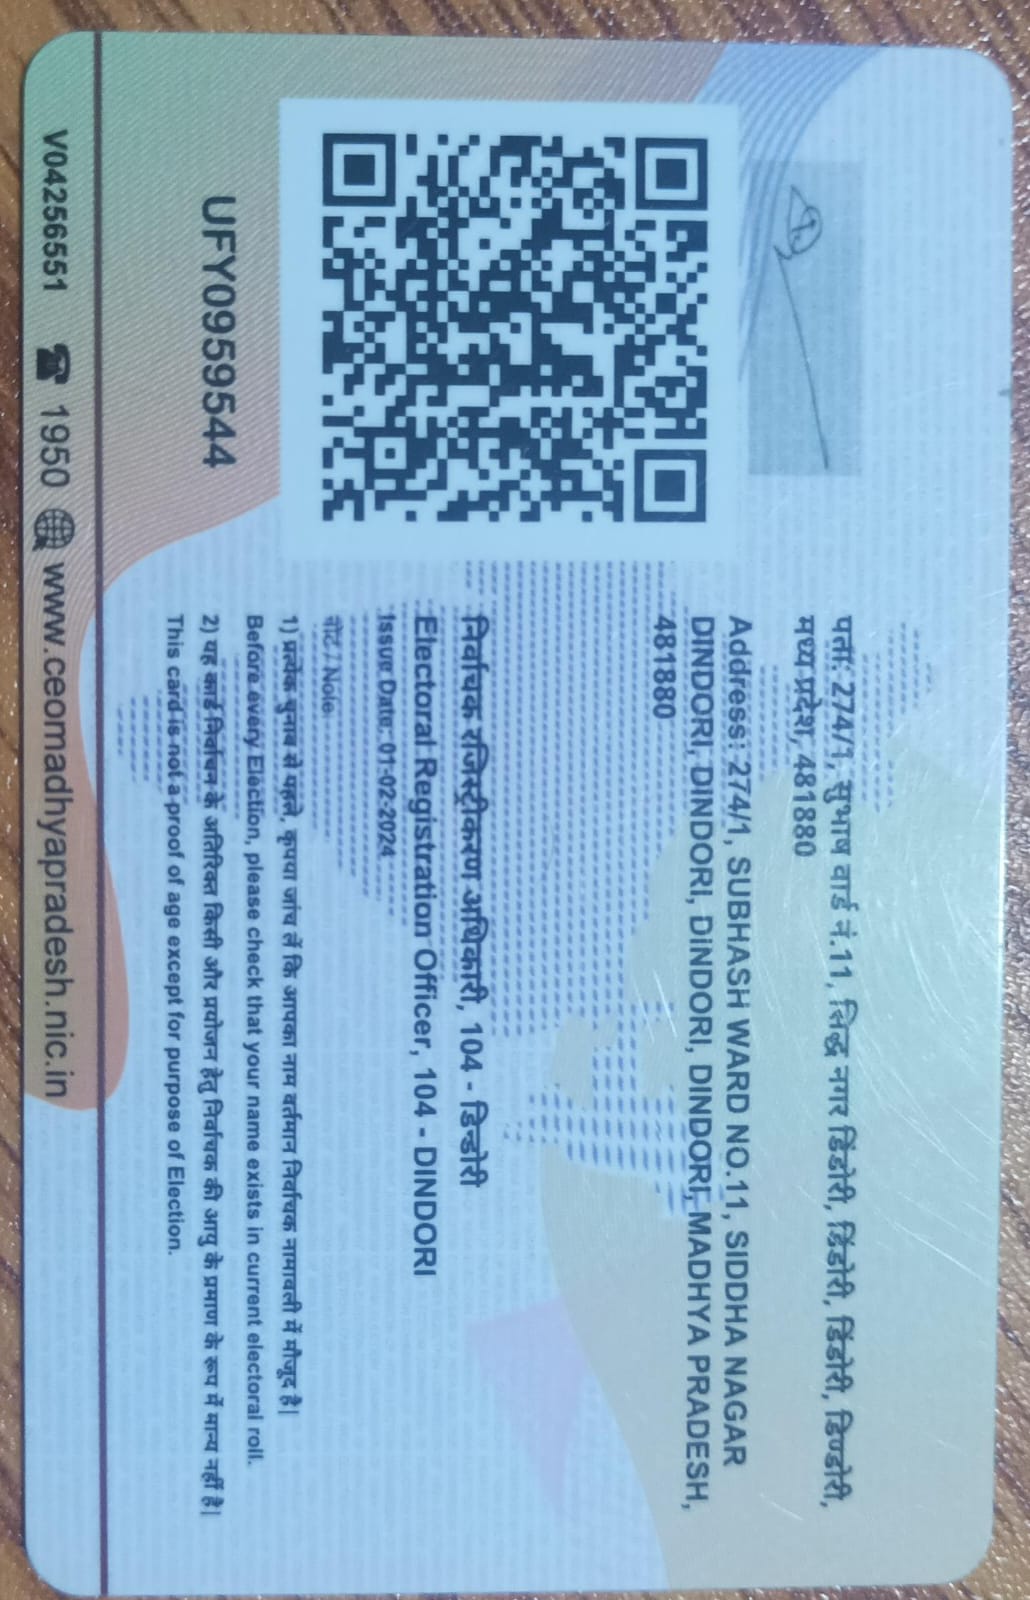 पता: 274/1, सुभाष वार्ड नं.11, सिद्ध नगर डिंडोरी, डिंडोरी, डिंडोरी, डिण्डोरी,
मध्य प्रदेश, 481880
Address: 274/1, SUBHASH WARD NO.11, SIDDHA NAGAR
DINDORI, DINDORI, DINDORI, DINDORI, MADHYA PRADESH,
481880
निर्वाचक रजिस्ट्रीकरण अधिकारी, 104 - डिन्डोरी
Electoral Registration Officer, 104 - DINDORI
Issue Date: 01-02-2024
नोट / Note
1) प्रत्येक चुनाव से पहले, कृपया जांच लें कि आपका नाम वर्तमान निर्वाचक नामावली में मौजूद है|
Before every Election, please check that your name exists in current electoral roll.
2) यह कार्ड निर्वाचन के अतिरिक्त किसी और प्रयोजन हेतु निर्वाचक की आयु के प्रमाण के रूप में मान्य नहीं है|
This card is not a proof of age except for purpose of Election.
UFY0959544
V04256551 1950 www.ceomadhyapradesh.nic.in